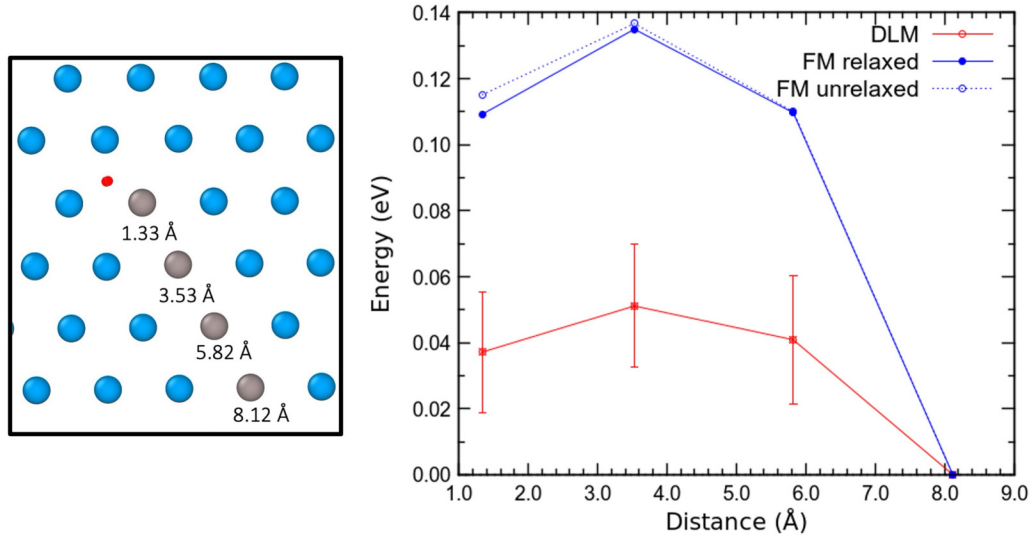 1.33 Å
3.53 Å
5.82 Å
8.12 Å
0.14
0.12
0.10
0.08
0.06
0.04
0.02
0.00
Energy (eV)
DLM
FM relaxed
FM unrelaxed
1.0 2.0 3.0 4.0 5.0 6.0 7.0 8.0 9.0
Distance (Å)